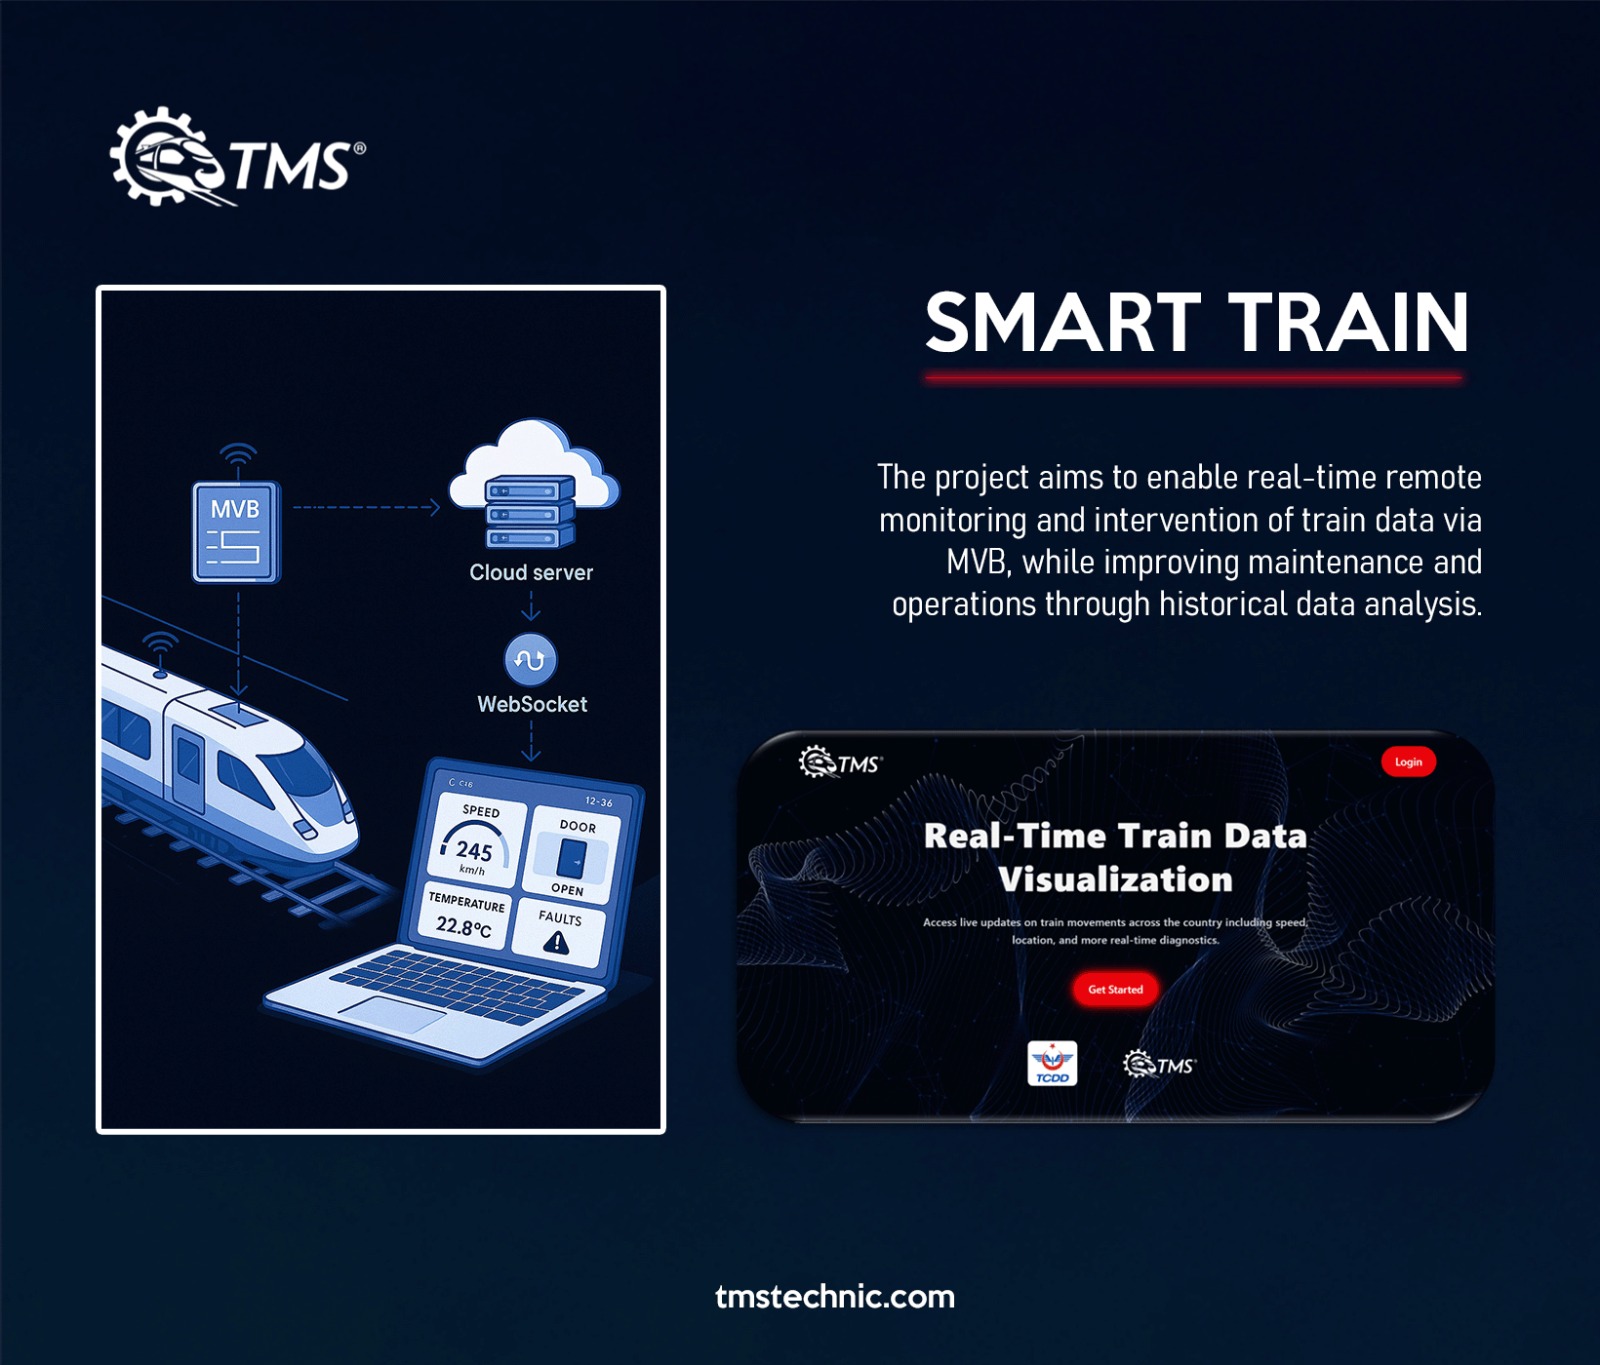 TMS®
SMART TRAIN
The project aims to enable real-time remote
monitoring and intervention of train data via
MVB, while improving maintenance and
operations through historical data analysis.
MVB
Cloud server
WebSocket
12-36
SPEED
245
km/h
DOOR
OPEN
TEMPERATURE
22.8°C
FAULTS
TMS®
Login
Real-Time Train Data
Visualization
Access live updates on train movements across the country including speed,
location, and more real-time diagnostics.
Get Started
TCDD
TMS®
tmstechnic.com